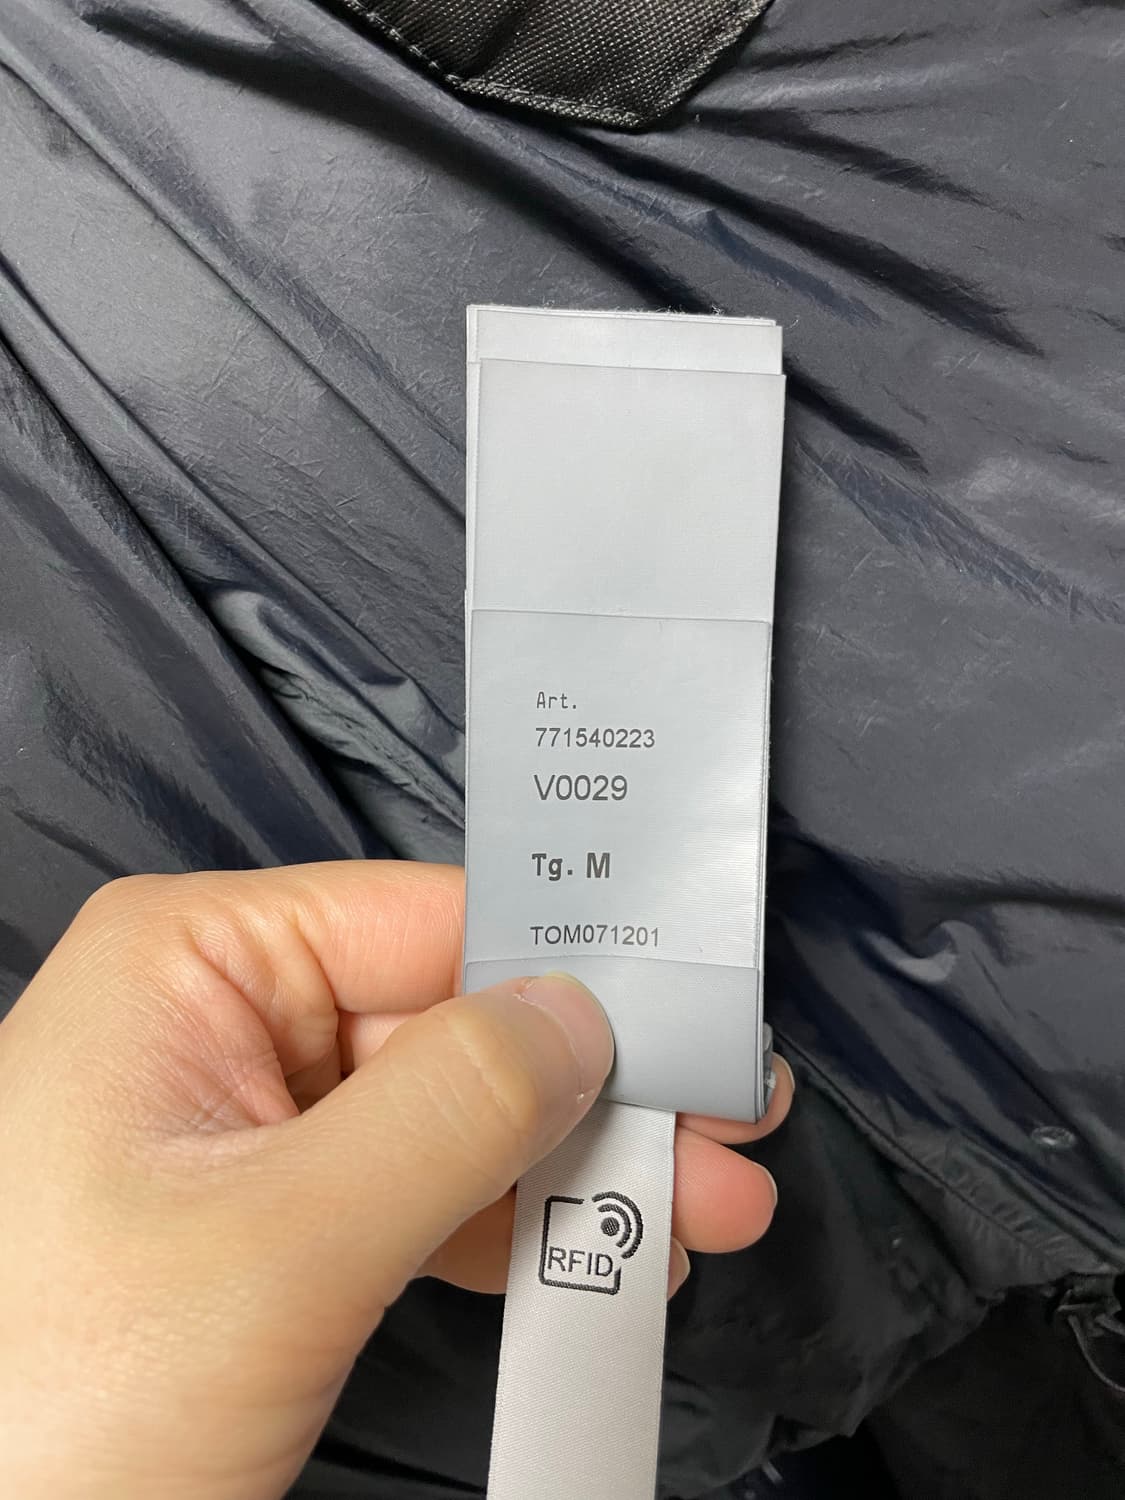 Art.
771540223
V0029
Tg. M
TOM071201
RFID